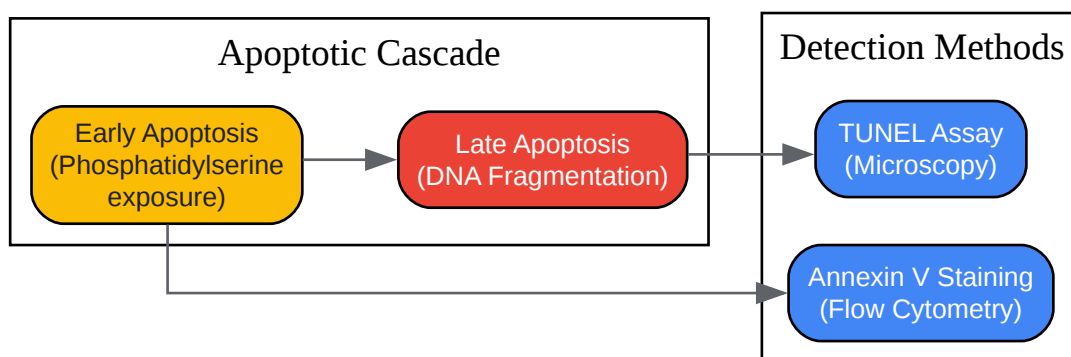 Apoptotic Cascade
Early Apoptosis
(Phosphatidylserine
exposure)
Late Apoptosis
(DNA Fragmentation)
Detection Methods
TUNEL Assay
(Microscopy)
Annexin V Staining
(Flow Cytometry)